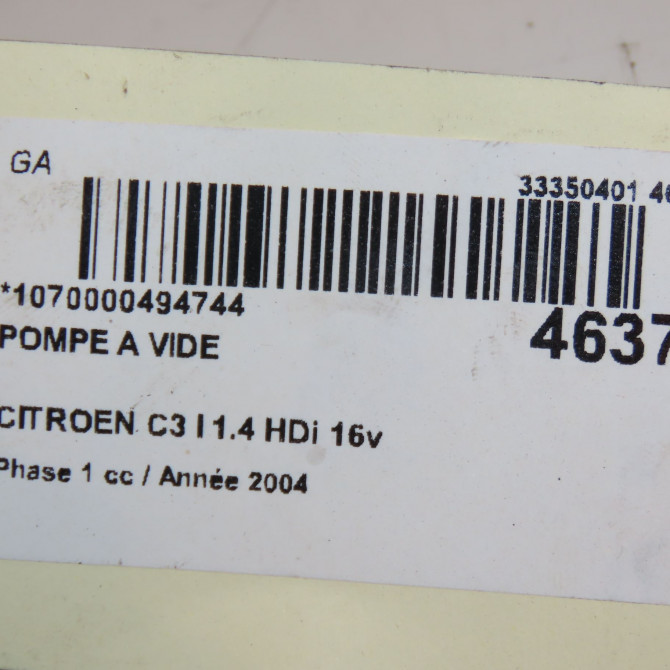 GA
33350401 46
*1070000494744
4637
POMPE A VIDE
CITROEN C3 I 1.4 HDi 16v
Phase 1 cc / Année 2004